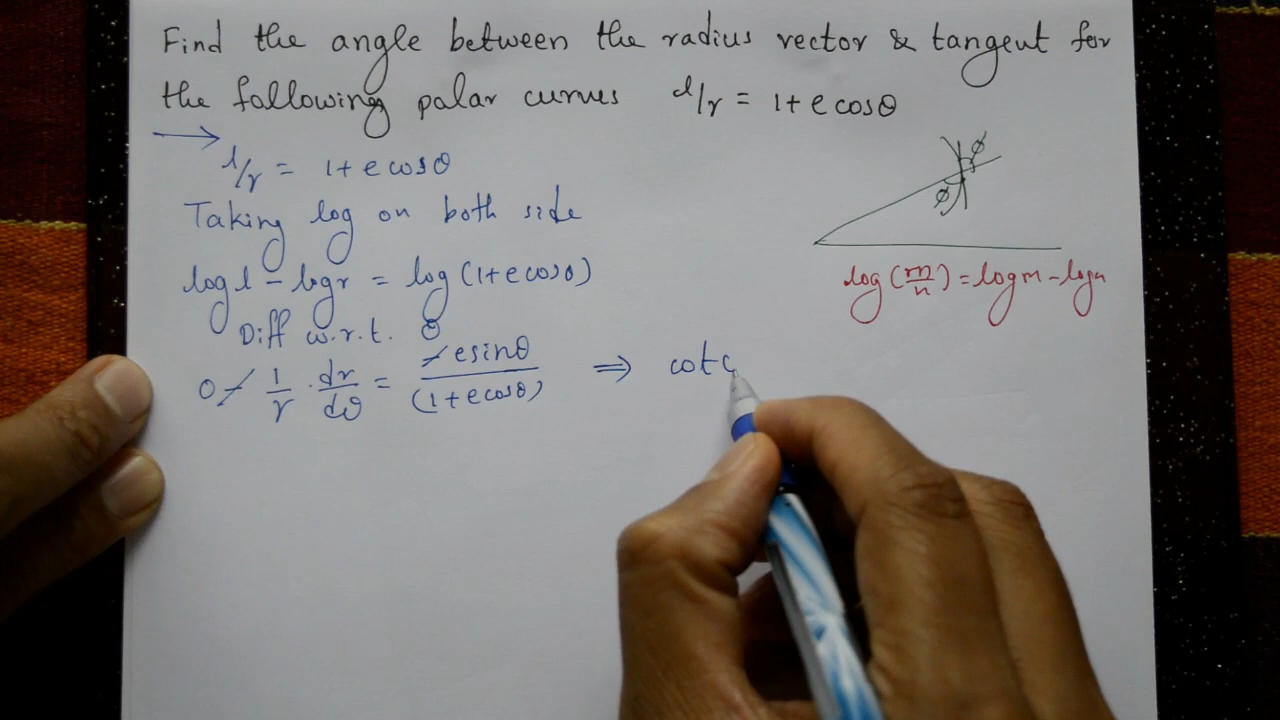 Find the angle between the radius vector & tangent for
the following polar curves l/r = 1 + e cosθ
→
l/r = 1 + e cosθ
Taking log on both side
log l - log r = log (1+e cosθ)
Diff w.r.t. θ
0 - 1/r . dr/dθ = - e sinθ / (1 + e cosθ) ⇒ cot
φ
φ
log (m/n) = log m - log n